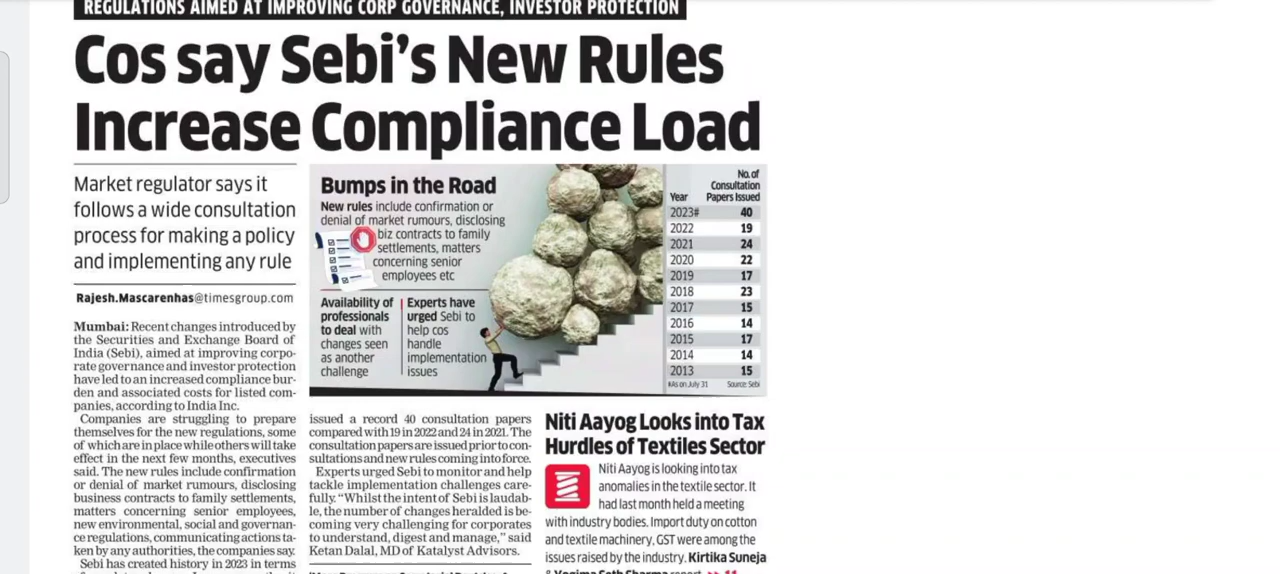 REGULATIONS AIMED AT IMPROVING CORP GOVERNANCE, INVESTOR PROTECTION
Cos say Sebi’s New Rules
Increase Compliance Load
Market regulator says it
follows a wide consultation
process for making a policy
and implementing any rule
Rajesh.Mascarenhas@timesgroup.com
Mumbai: Recent changes introduced by
the Securities and Exchange Board of
India (Sebi), aimed at improving corpo-
rate governance and investor protection
have led to an increased compliance bur-
den and associated costs for listed com-
panies, according to India Inc.
Companies are struggling to prepare
themselves for the new regulations, some
of which are in place while others will take
effect in the next few months, executives
said. The new rules include confirmation
or denial of market rumours, disclosing
business contracts to family settlements,
matters concerning senior employees,
new environmental, social and governan-
ce regulations, communicating actions ta-
ken by any authorities, the companies say.
Sebi has created history in 2023 in terms
Bumps in the Road
New rules include confirmation or
denial of market rumours, disclosing
biz contracts to family
settlements, matters
concerning senior
employees etc
Availability of
professionals
to deal with
changes seen
as another
challenge
Experts have
urged Sebi to
help cos
handle
implementation
issues
Year No. of Consultation Papers Issued
2023# 40
2022 19
2021 24
2020 22
2019 17
2018 23
2017 15
2016 14
2015 17
2014 14
2013 15
#As on July 31 Source: Sebi
issued a record 40 consultation papers
compared with 19 in 2022 and 24 in 2021. The
consultation papers are issued prior to con-
sultations and new rules coming into force.
Experts urged Sebi to monitor and help
tackle implementation challenges care-
fully. “Whilst the intent of Sebi is laudab-
le, the number of changes heralded is be-
coming very challenging for corporates
to understand, digest and manage,” said
Ketan Dalal, MD of Katalyst Advisors.
Niti Aayog Looks into Tax
Hurdles of Textiles Sector
Niti Aayog is looking into tax
anomalies in the textile sector. It
had last month held a meeting
with industry bodies. Import duty on cotton
and textile machinery, GST were among the
issues raised by the industry. Kirtika Suneja